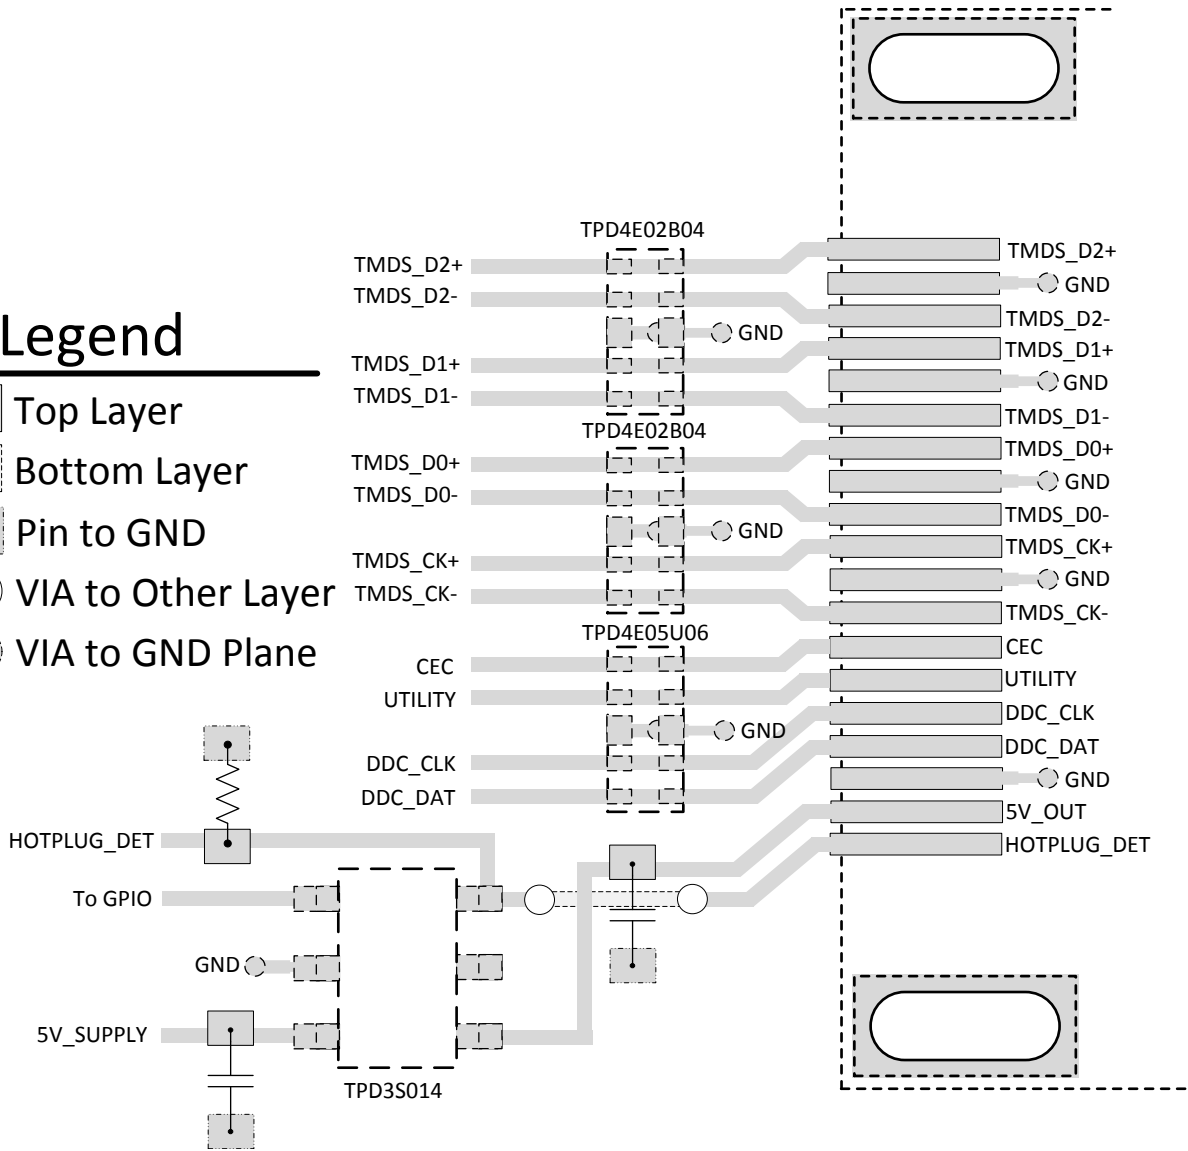 TPD4E02B04
TMDS_D2+
TMDS_D2-
GND
TMDS_D1+
TMDS_D1-
TPD4E02B04
TMDS_D0+
TMDS_D0-
GND
TMDS_CK+
TMDS_CK-
TPD4E05U06
CEC
UTILITY
GND
DDC_CLK
DDC_DAT
TMDS_D2+
GND
TMDS_D2-
TMDS_D1+
GND
TMDS_D1-
TMDS_D0+
GND
TMDS_D0-
TMDS_CK+
GND
TMDS_CK-
CEC
UTILITY
DDC_CLK
DDC_DAT
GND
5V_OUT
HOTPLUG_DET
Legend
Top Layer
Bottom Layer
Pin to GND
VIA to Other Layer
VIA to GND Plane
HOTPLUG_DET
To GPIO
GND
5V_SUPPLY
TPD3S014